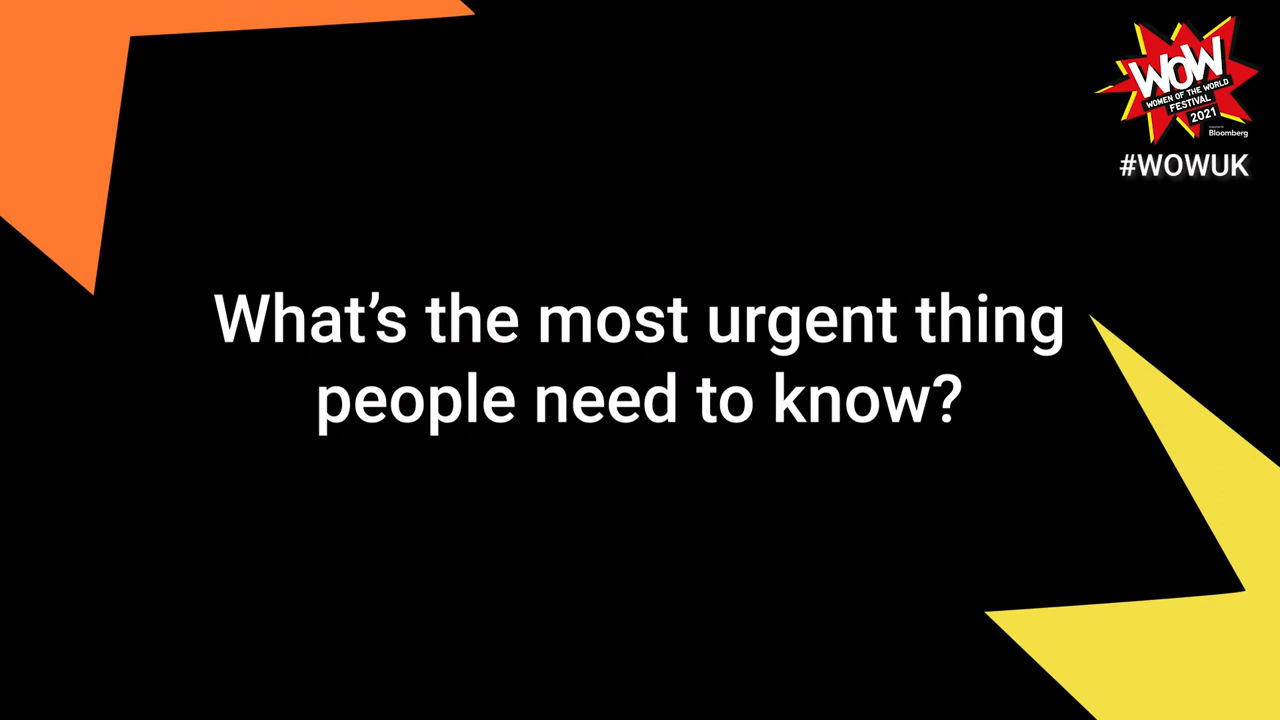 WOW
WOMEN OF THE WORLD
FESTIVAL
2021
Bloomberg
#WOWUK
What's the most urgent thing
people need to know?